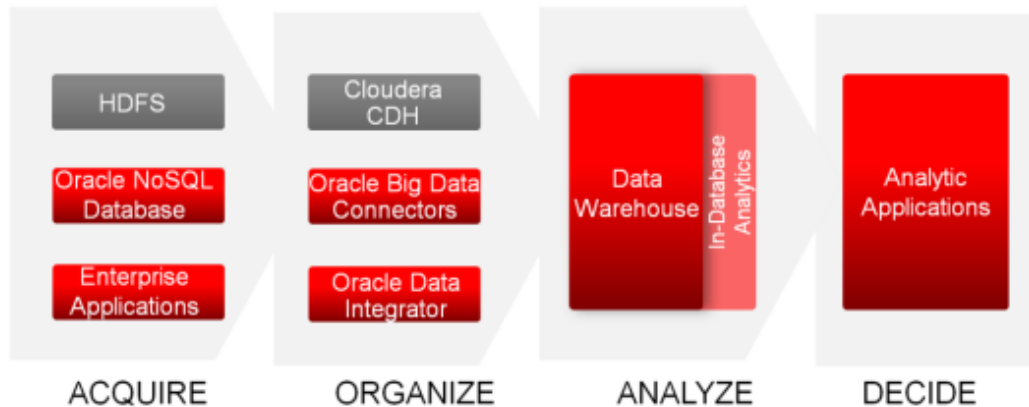 HDFS
Oracle NoSQL
Database
Enterprise
Applications
ACQUIRE
Cloudera
CDH
Oracle Big Data
Connectors
Oracle Data
Integrator
ORGANIZE
Data
Warehouse
In-Database
Analytics
ANALYZE
Analytic
Applications
DECIDE